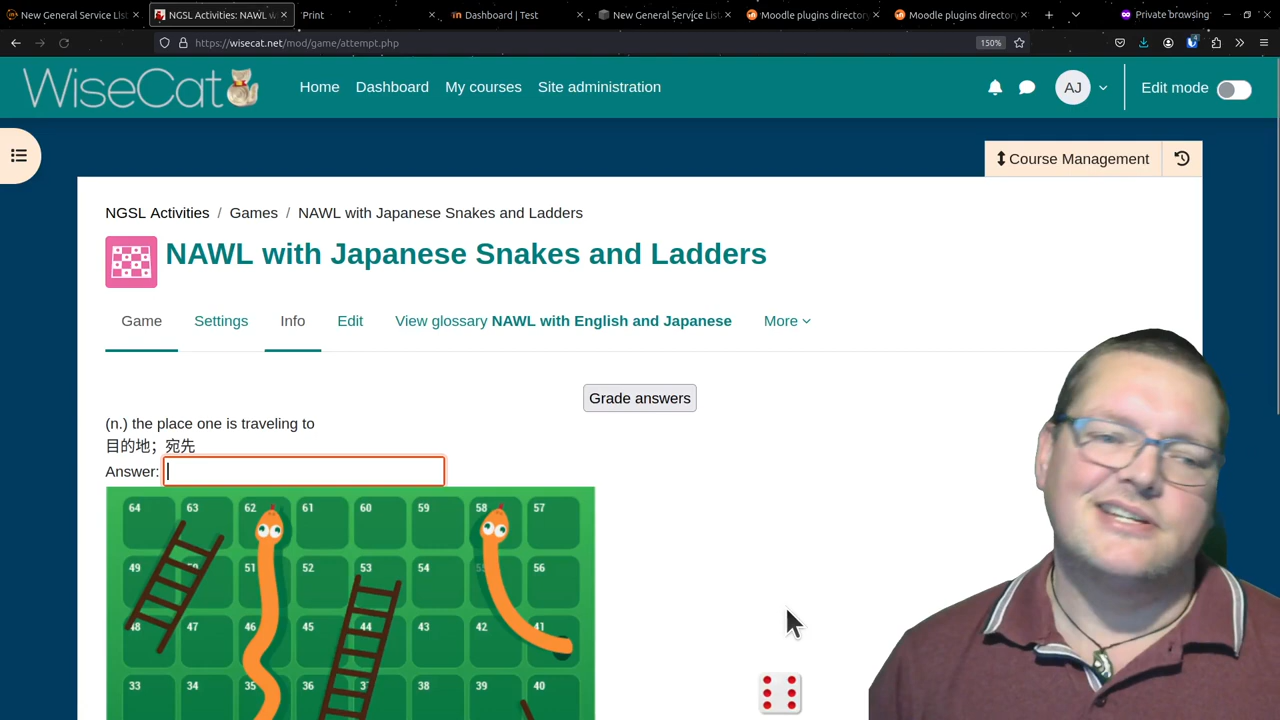 New General Service List
NGSL Activities: NAWL w
Print
Dashboard | Test
New General Service List
Moodle plugins directory
Moodle plugins directory
Private browsing
https://wisecat.net/mod/game/attempt.php
150%
WiseCat
Home
Dashboard
My courses
Site administration
AJ
Edit mode
Course Management
NGSL Activities / Games / NAWL with Japanese Snakes and Ladders
NAWL with Japanese Snakes and Ladders
Game
Settings
Info
Edit
View glossary NAWL with English and Japanese
More
Grade answers
(n.) the place one is traveling to
目的地；宛先
Answer:
64 63 62 61 60 59 58 57
49 50 51 52 53 54 55 56
48 47 46 45 44 43 42 41
33 34 35 36 37 38 39 40